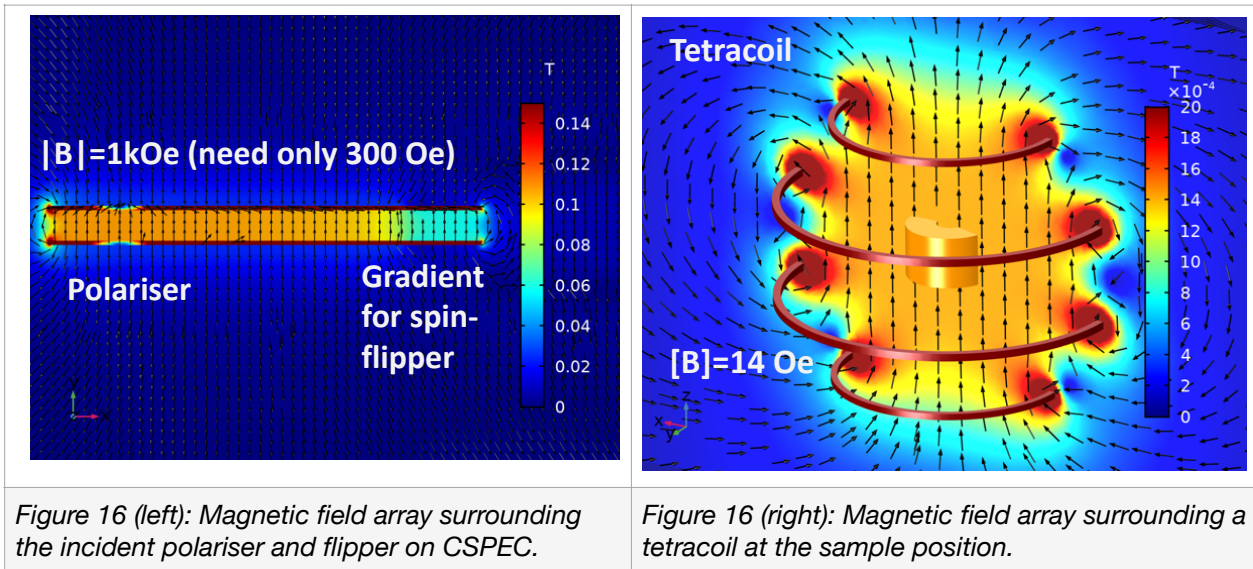 T
|B|=1kOe (need only 300 Oe)
Polariser
Gradient
for spin-
flipper
0.14
0.12
0.1
0.08
0.06
0.04
0.02
0
y
x
Tetracoil
[B]=14 Oe
T
×10⁻⁴
20
18
16
14
12
10
8
6
4
2
0
z
x
y
Figure 16 (left): Magnetic field array surrounding
the incident polariser and flipper on CSPEC.
Figure 16 (right): Magnetic field array surrounding a
tetracoil at the sample position.